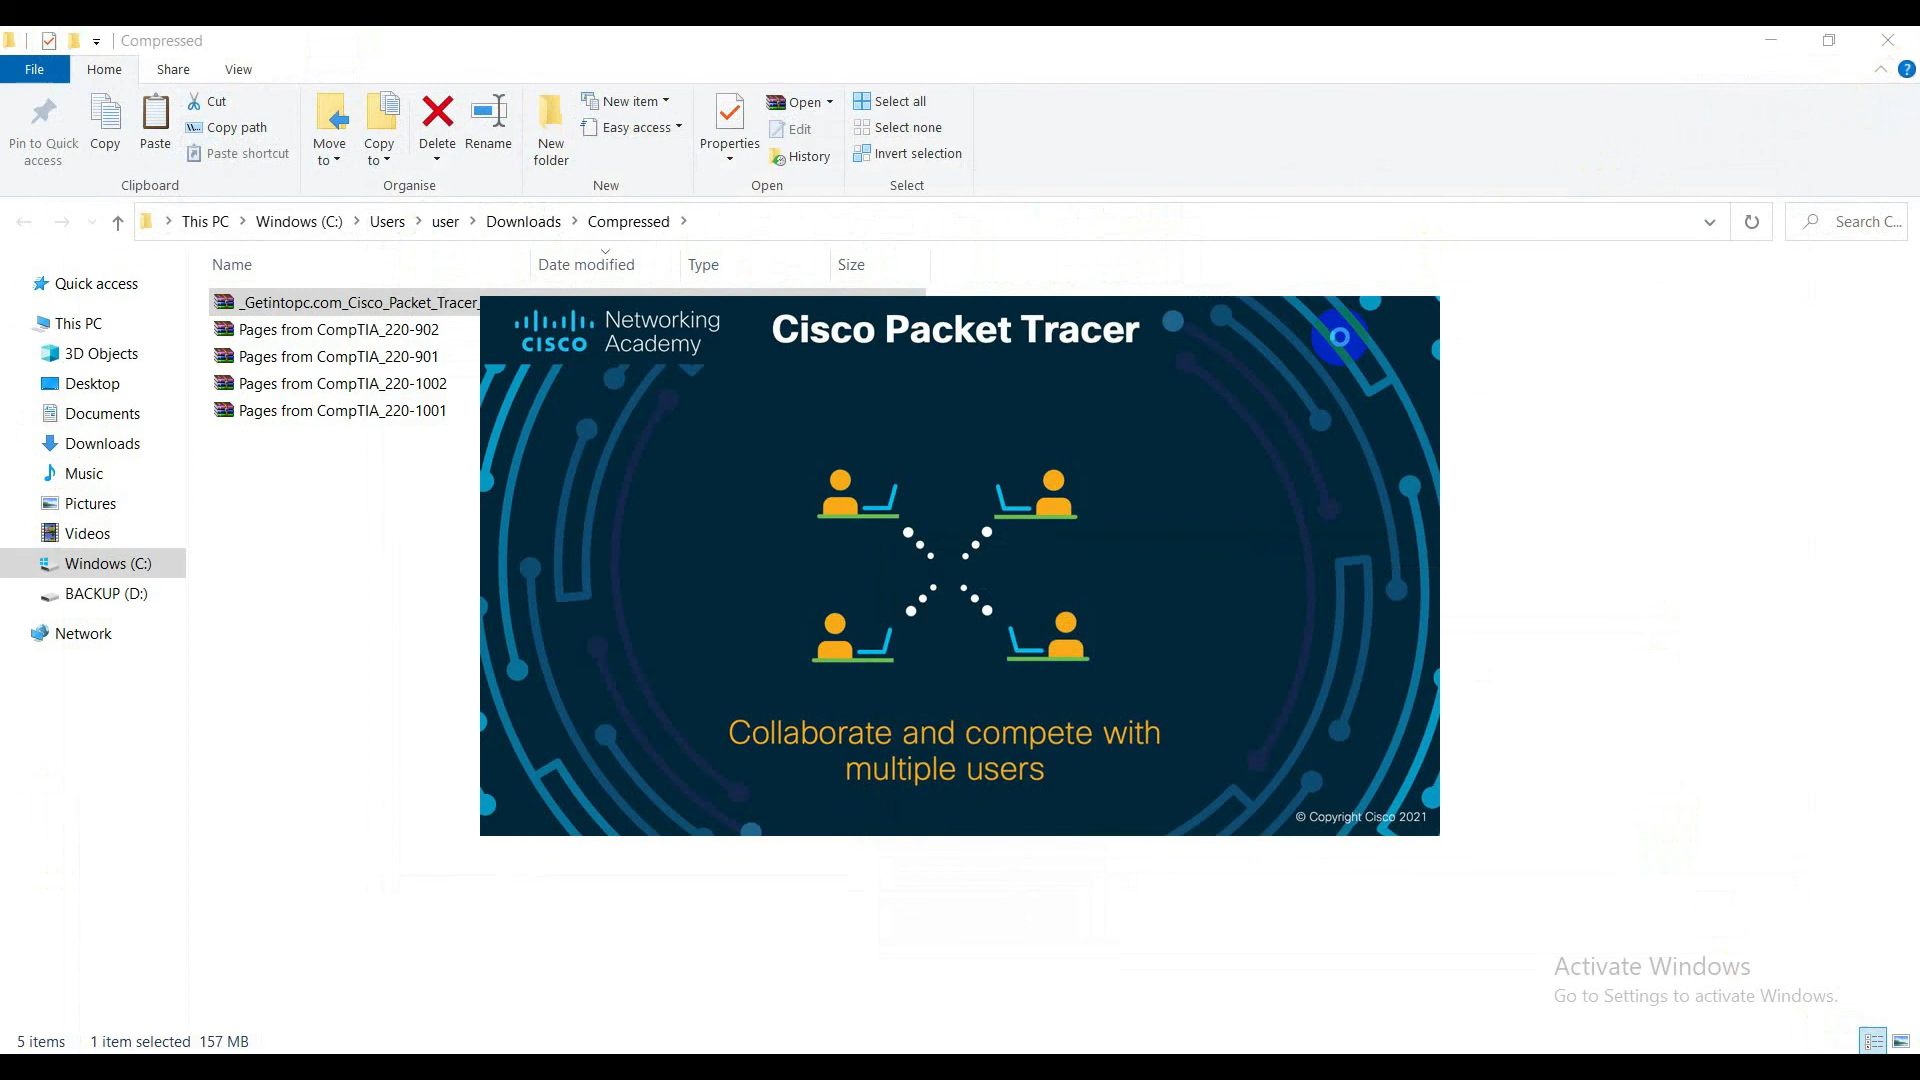 Compressed
File Home Share View
Pin to Quick access
Copy
Paste
Cut
Copy path
Paste shortcut
Clipboard
Move to
Copy to
Delete
Rename
Organise
New folder
New item
Easy access
New
Properties
Open
Edit
History
Open
Select all
Select none
Invert selection
Select
This PC Windows (C:) Users user Downloads Compressed
Search C...
Name Date modified Type Size
Quick access
This PC
3D Objects
Desktop
Documents
Downloads
Music
Pictures
Videos
Windows (C:)
BACKUP (D:)
Network
_Getintopc.com_Cisco_Packet_Tracer_
Pages from CompTIA_220-902
Pages from CompTIA_220-901
Pages from CompTIA_220-1002
Pages from CompTIA_220-1001
CISCO
Networking
Academy
Cisco Packet Tracer
Collaborate and compete with
multiple users
© Copyright Cisco 2021
Activate Windows
Go to Settings to activate Windows.
5 items 1 item selected 157 MB